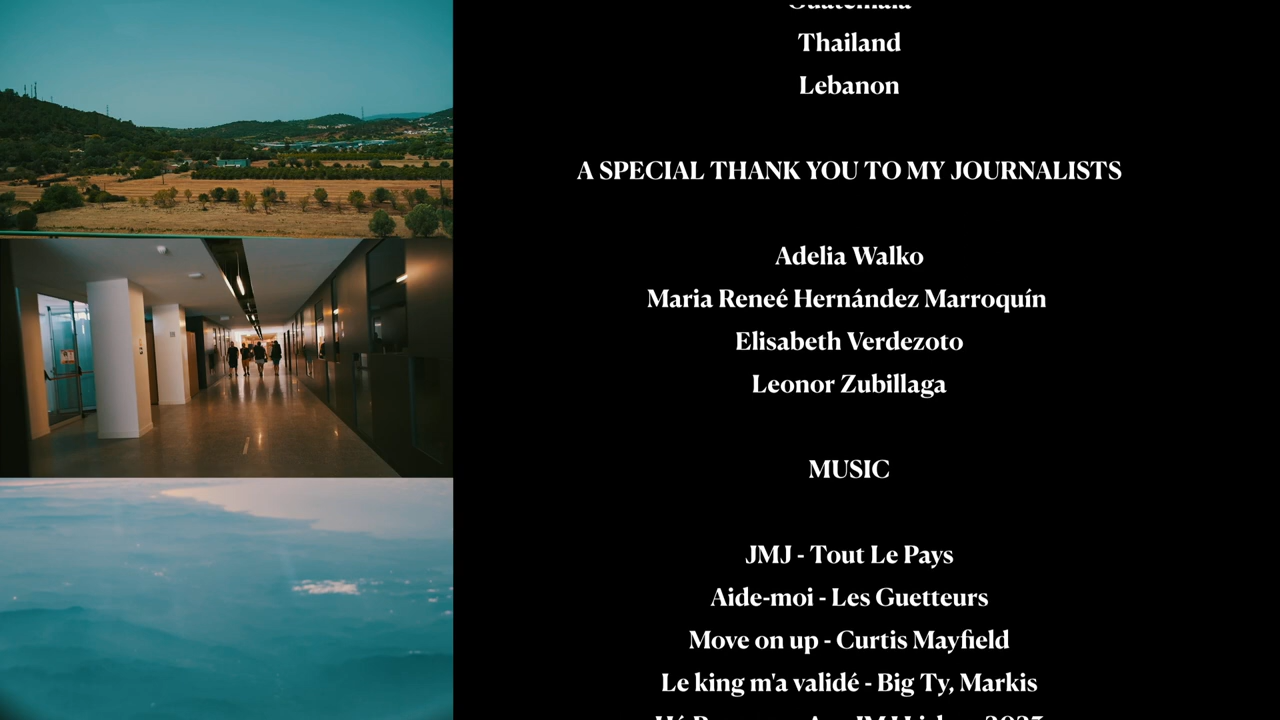 Guatemala
Thailand
Lebanon
A SPECIAL THANK YOU TO MY JOURNALISTS
Adelia Walko
Maria Reneé Hernández Marroquín
Elisabeth Verdezoto
Leonor Zubillaga
MUSIC
JMJ - Tout Le Pays
Aide-moi - Les Guetteurs
Move on up - Curtis Mayfield
Le king m'a validé - Big Ty, Markis